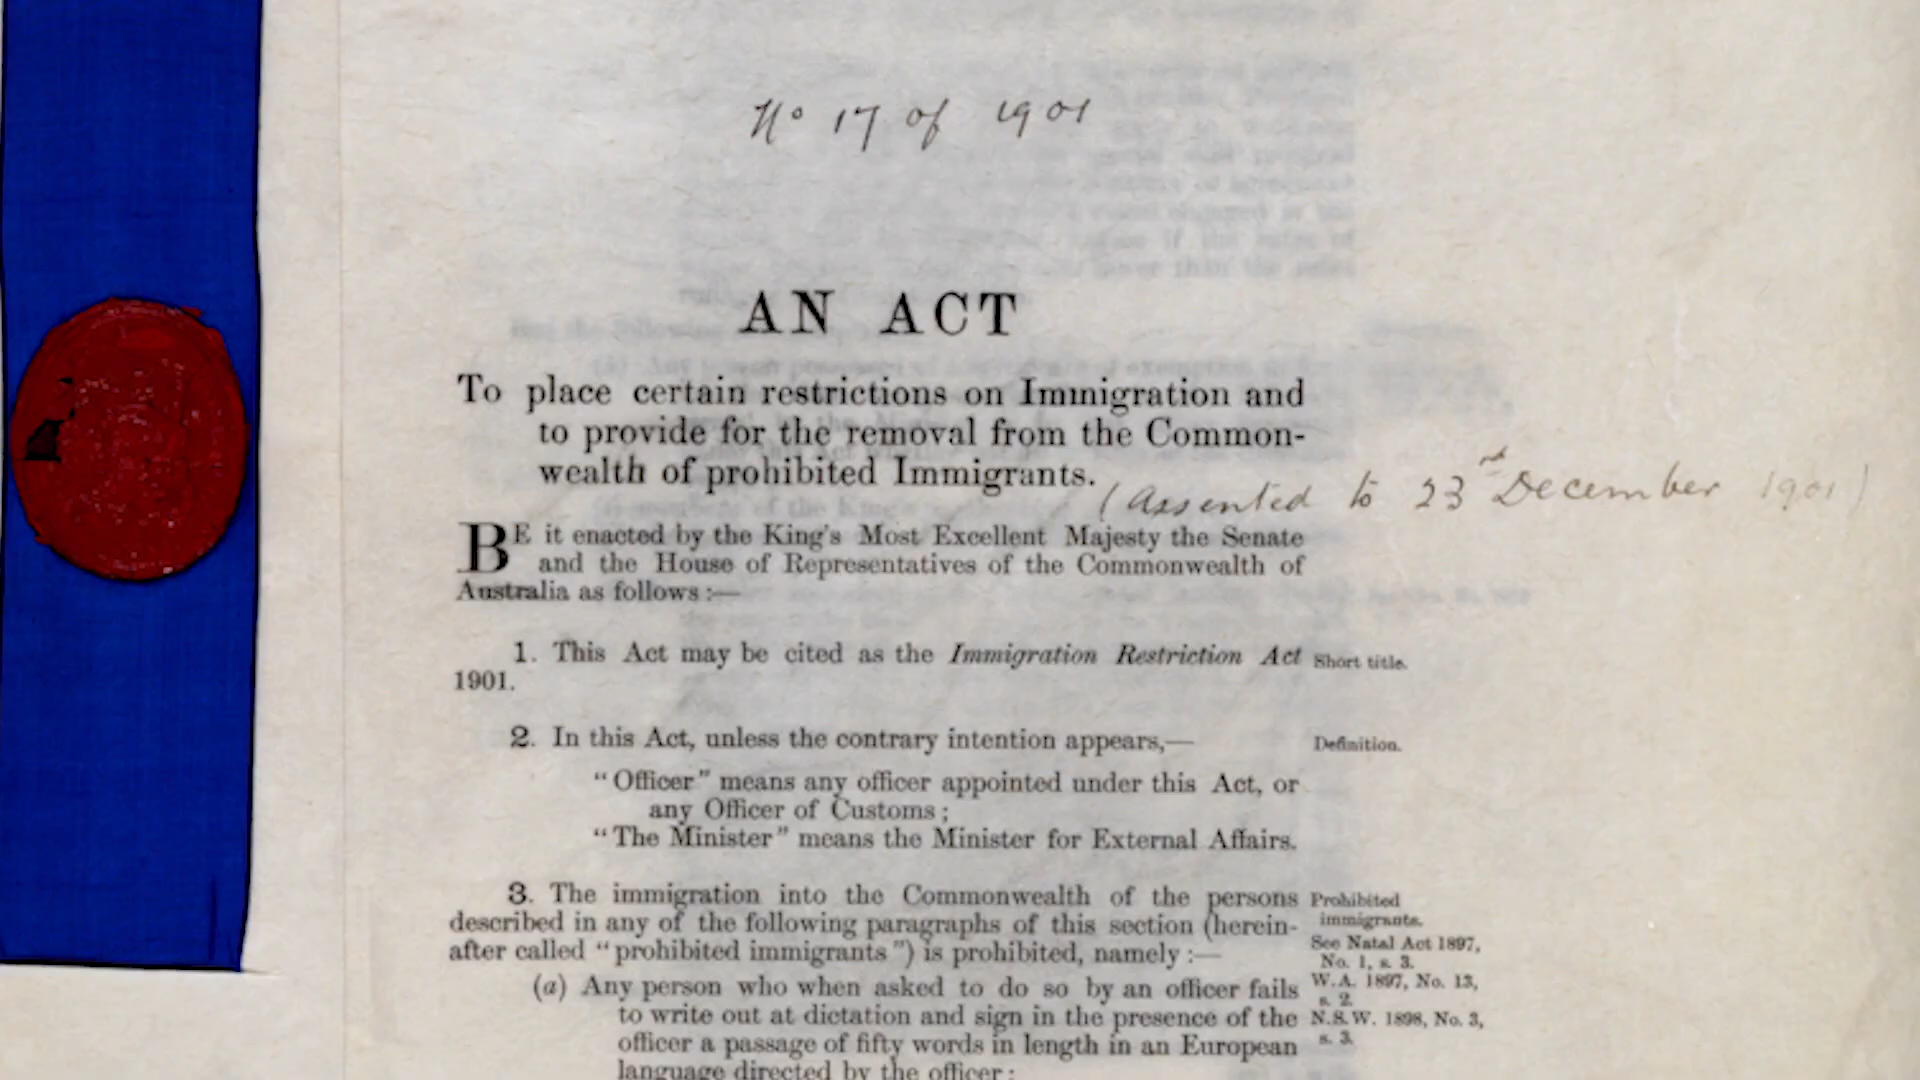 No 17 of 1901
AN ACT
To place certain restrictions on Immigration and
to provide for the removal from the Common-
wealth of prohibited Immigrants.
(Assented to 23rd December 1901)
BE it enacted by the King's Most Excellent Majesty the Senate
and the House of Representatives of the Commonwealth of
Australia as follows :—
1. This Act may be cited as the Immigration Restriction Act
1901.
Short title.
2. In this Act, unless the contrary intention appears,—
Definition.
"Officer" means any officer appointed under this Act, or
any Officer of Customs ;
"The Minister" means the Minister for External Affairs.
3. The immigration into the Commonwealth of the persons
described in any of the following paragraphs of this section (herein-
after called "prohibited immigrants") is prohibited, namely :—
Prohibited
immigrants.
See Natal Act 1897,
No. 1, s. 3.
W.A. 1897, No. 13,
s. 2.
N.S.W. 1898, No. 3,
s. 3.
(a) Any person who when asked to do so by an officer fails
to write out at dictation and sign in the presence of the
officer a passage of fifty words in length in an European
language directed by the officer ;